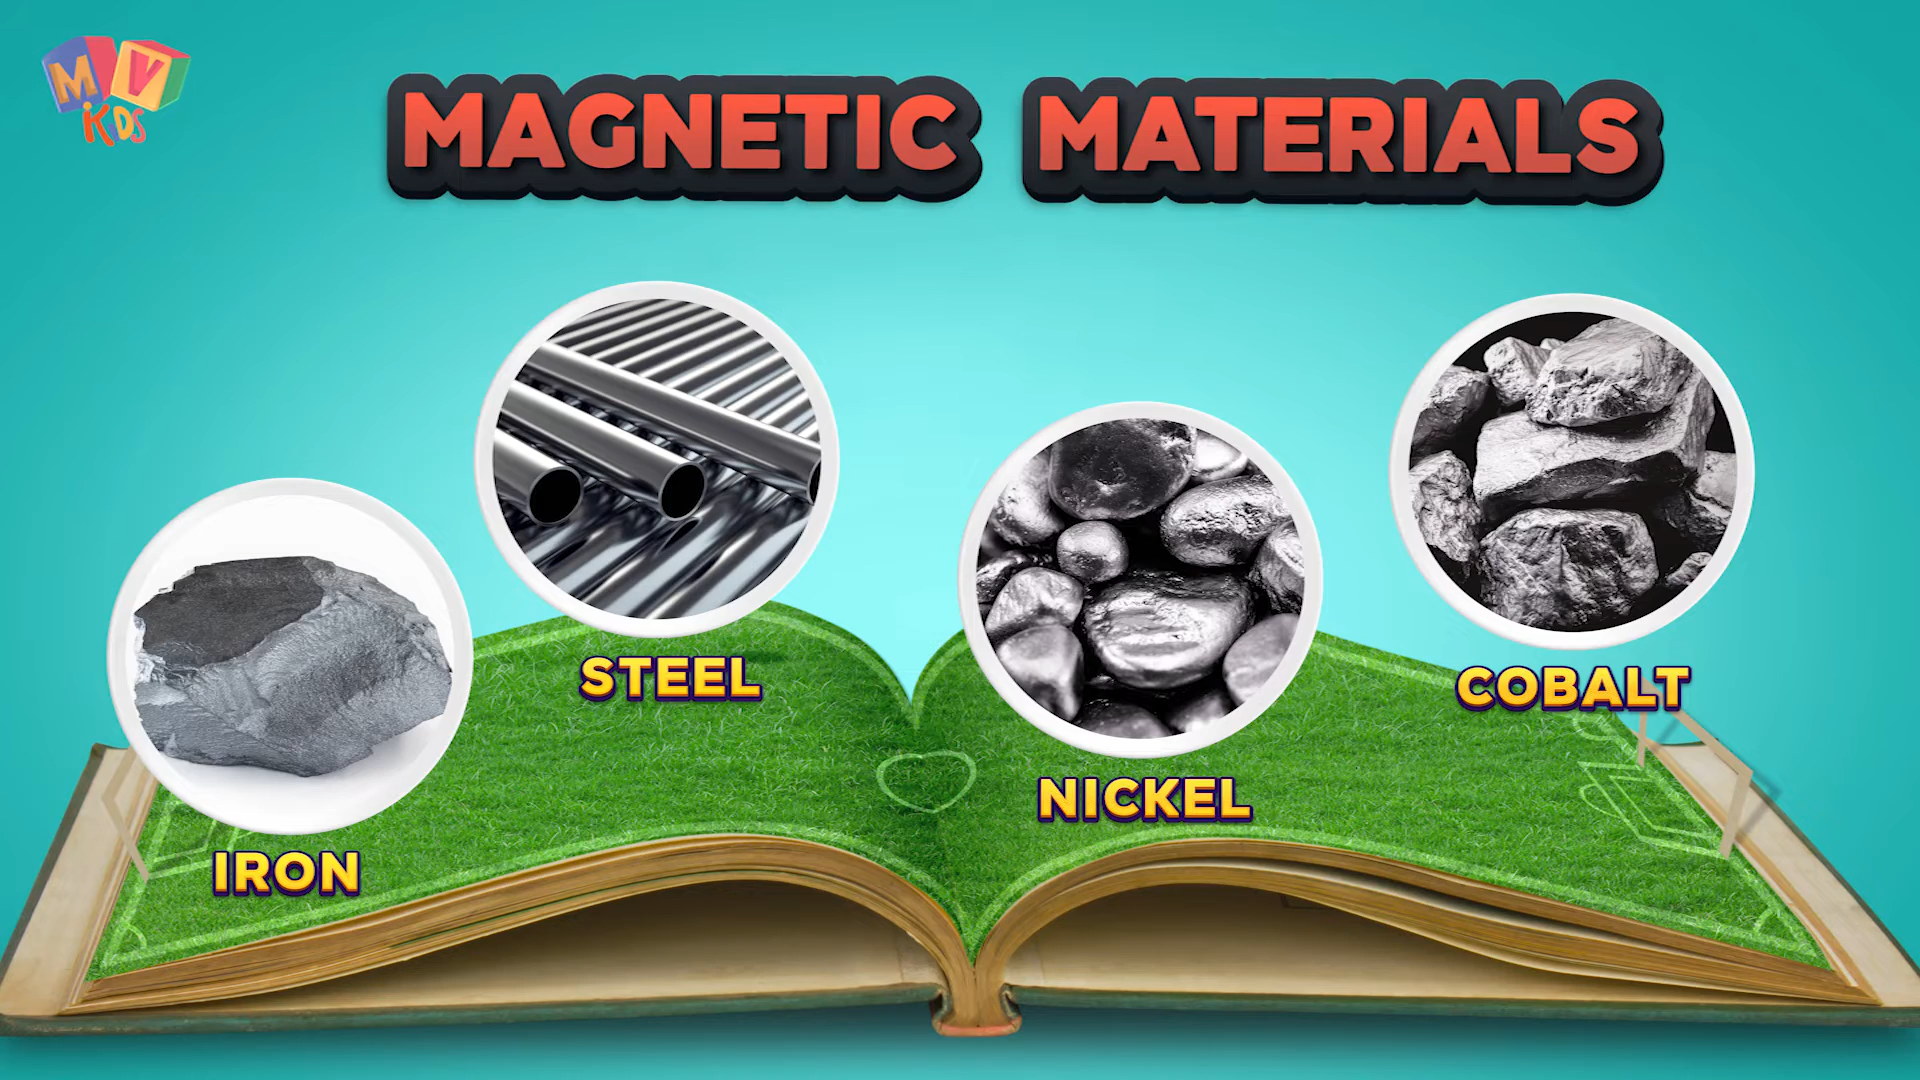 MV
KiDS
MAGNETIC MATERIALS
STEEL
COBALT
NICKEL
IRON